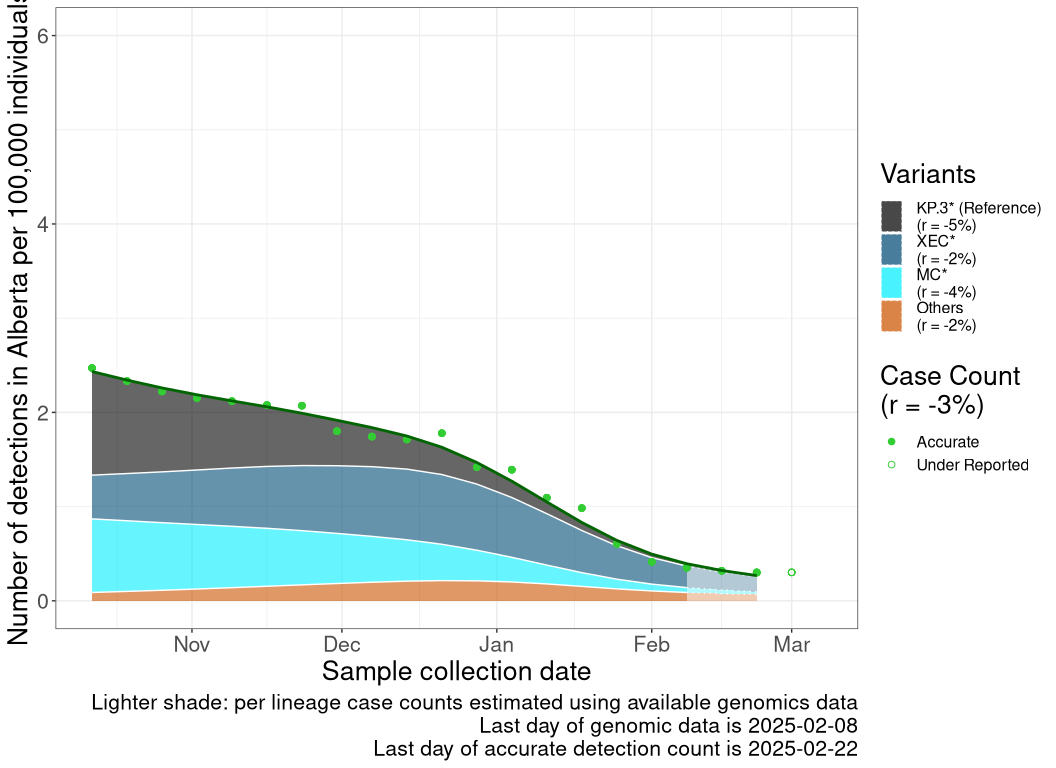 Number of detections in Alberta per 100,000 individuals
6
4
2
0
Nov
Dec
Jan
Feb
Mar
Sample collection date
Lighter shade: per lineage case counts estimated using available genomics data
Last day of genomic data is 2025-02-08
Last day of accurate detection count is 2025-02-22
Variants
KP.3* (Reference)
(r = -5%)
XEC*
(r = -2%)
MC*
(r = -4%)
Others
(r = -2%)
Case Count
(r = -3%)
Accurate
Under Reported